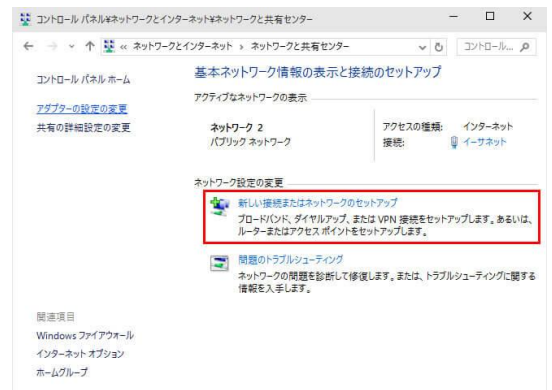 コントロール パネル¥ネットワークとインターネット¥ネットワークと共有センター
« ネットワークとインターネット › ネットワークと共有センター
コントロール...
コントロール パネル ホーム
アダプターの設定の変更
共有の詳細設定の変更
基本ネットワーク情報の表示と接続のセットアップ
アクティブなネットワークの表示
ネットワーク 2
パブリック ネットワーク
アクセスの種類: インターネット
接続: イーサネット
ネットワーク設定の変更
新しい接続またはネットワークのセットアップ
ブロードバンド、ダイヤルアップ、または VPN 接続をセットアップします。あるいは、
ルーターまたはアクセス ポイントをセットアップします。
問題のトラブルシューティング
ネットワークの問題を診断して修復します。または、トラブルシューティングに関する
情報を入手します。
関連項目
Windows ファイアウォール
インターネット オプション
ホームグループ